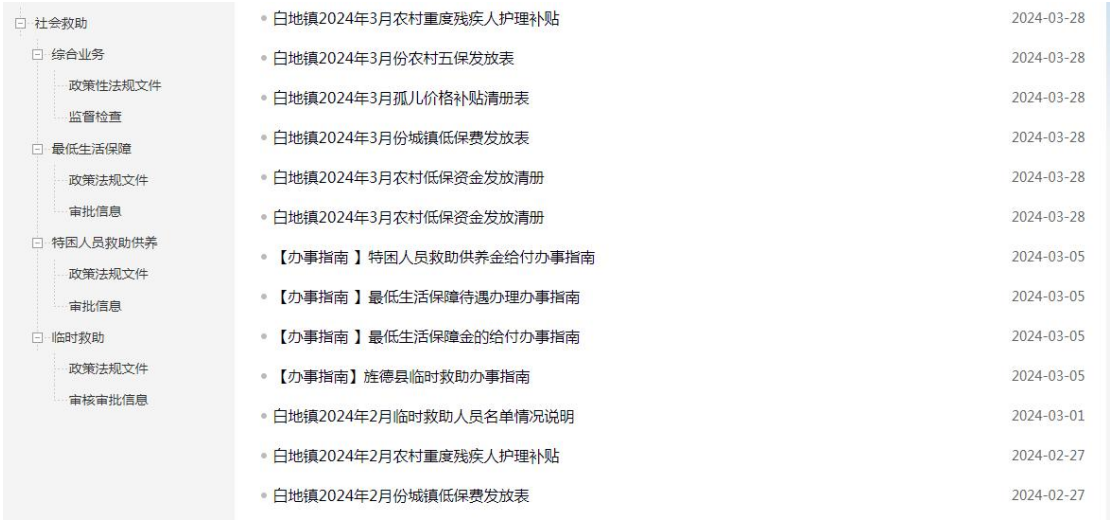 社会救助
综合业务
政策性法规文件
监督检查
最低生活保障
政策法规文件
审批信息
特困人员救助供养
政策法规文件
审批信息
临时救助
政策法规文件
审核审批信息
白地镇2024年3月农村重度残疾人护理补贴 2024-03-28
白地镇2024年3月份农村五保发放表 2024-03-28
白地镇2024年3月孤儿价格补贴清册表 2024-03-28
白地镇2024年3月份城镇低保费发放表 2024-03-28
白地镇2024年3月农村低保资金发放清册 2024-03-28
白地镇2024年3月农村低保资金发放清册 2024-03-28
【办事指南 】特困人员救助供养金给付办事指南 2024-03-05
【办事指南 】最低生活保障待遇办理办事指南 2024-03-05
【办事指南 】最低生活保障金的给付办事指南 2024-03-05
【办事指南】旌德县临时救助办事指南 2024-03-05
白地镇2024年2月临时救助人员名单情况说明 2024-03-01
白地镇2024年2月农村重度残疾人护理补贴 2024-02-27
白地镇2024年2月份城镇低保费发放表 2024-02-27